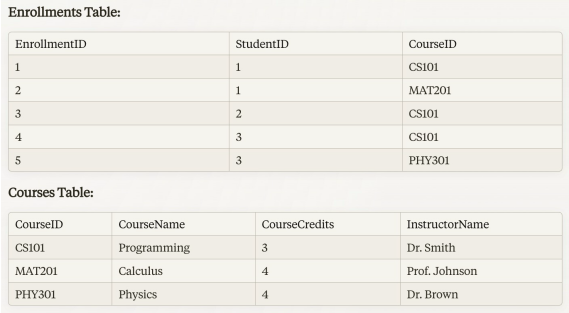 Enrollments Table:
EnrollmentID StudentID CourseID
1 1 CS101
2 1 MAT201
3 2 CS101
4 3 CS101
5 3 PHY301
Courses Table:
CourseID CourseName CourseCredits InstructorName
CS101 Programming 3 Dr. Smith
MAT201 Calculus 4 Prof. Johnson
PHY301 Physics 4 Dr. Brown